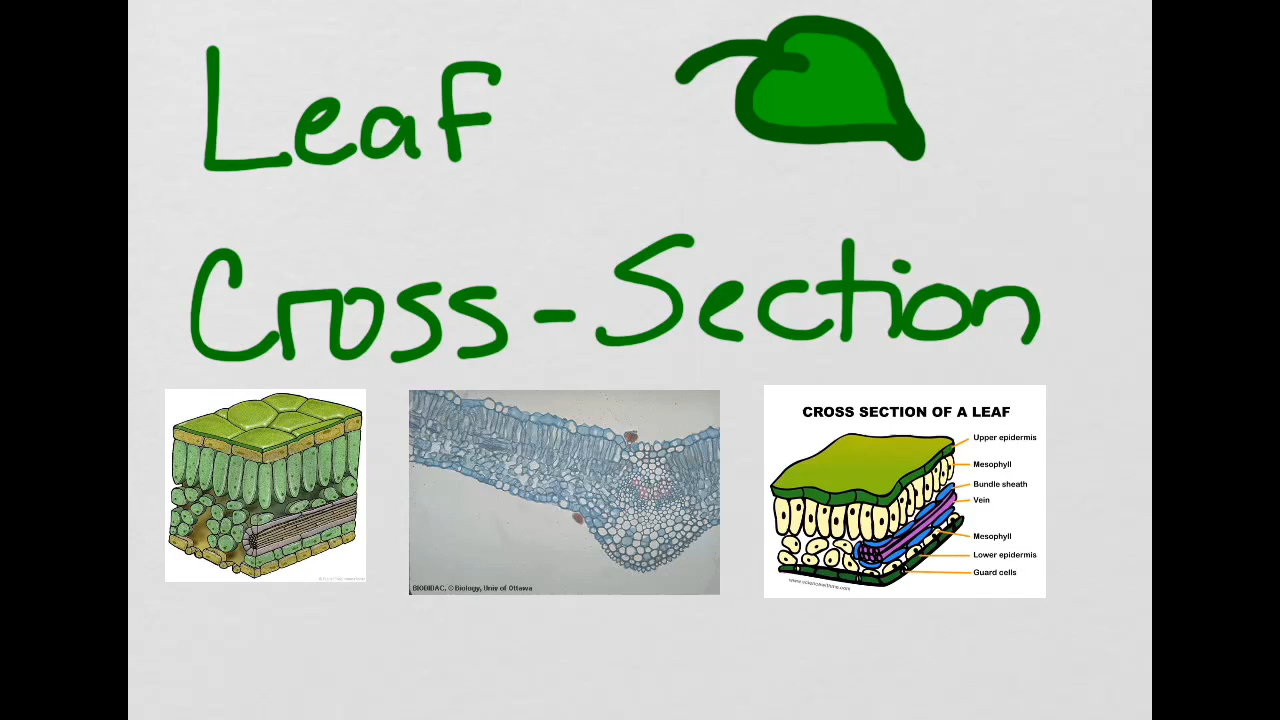 Leaf
Cross-Section
BIODIDAC, © Biology, Univ of Ottawa
CROSS SECTION OF A LEAF
Upper epidermis
Mesophyll
Bundle sheath
Vein
Mesophyll
Lower epidermis
Guard cells